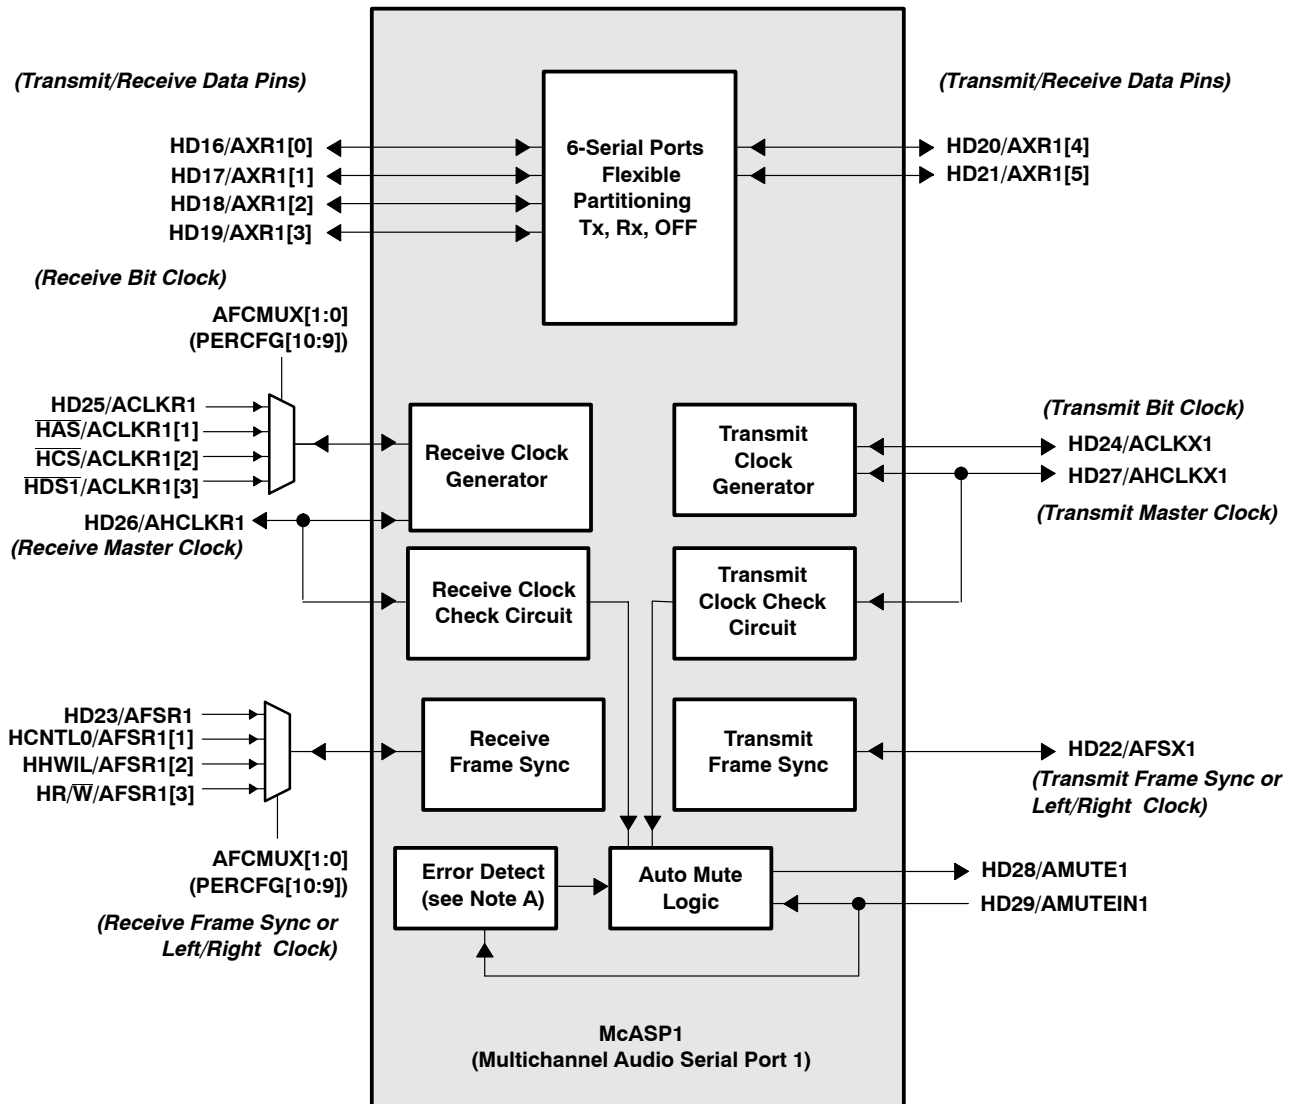 (Transmit/Receive Data Pins)
HD16/AXR1[0]
HD17/AXR1[1]
HD18/AXR1[2]
HD19/AXR1[3]
6-Serial Ports
Flexible
Partitioning
Tx, Rx, OFF
(Transmit/Receive Data Pins)
HD20/AXR1[4]
HD21/AXR1[5]
(Receive Bit Clock)
AFCMUX[1:0]
(PERCFG[10:9])
HD25/ACLKR1
H̅A̅S̅/ACLKR1[1]
H̅C̅S̅/ACLKR1[2]
H̅D̅S̅1̅/ACLKR1[3]
HD26/AHCLKR1
(Receive Master Clock)
Receive Clock
Generator
Transmit
Clock
Generator
(Transmit Bit Clock)
HD24/ACLKX1
HD27/AHCLKX1
(Transmit Master Clock)
Receive Clock
Check Circuit
Transmit
Clock Check
Circuit
HD23/AFSR1
HCNTL0/AFSR1[1]
HHWIL/AFSR1[2]
HR/W̅/AFSR1[3]
AFCMUX[1:0]
(PERCFG[10:9])
(Receive Frame Sync or
Left/Right Clock)
Receive
Frame Sync
Transmit
Frame Sync
HD22/AFSX1
(Transmit Frame Sync or
Left/Right Clock)
Error Detect
(see Note A)
Auto Mute
Logic
HD28/AMUTE1
HD29/AMUTEIN1
McASP1
(Multichannel Audio Serial Port 1)